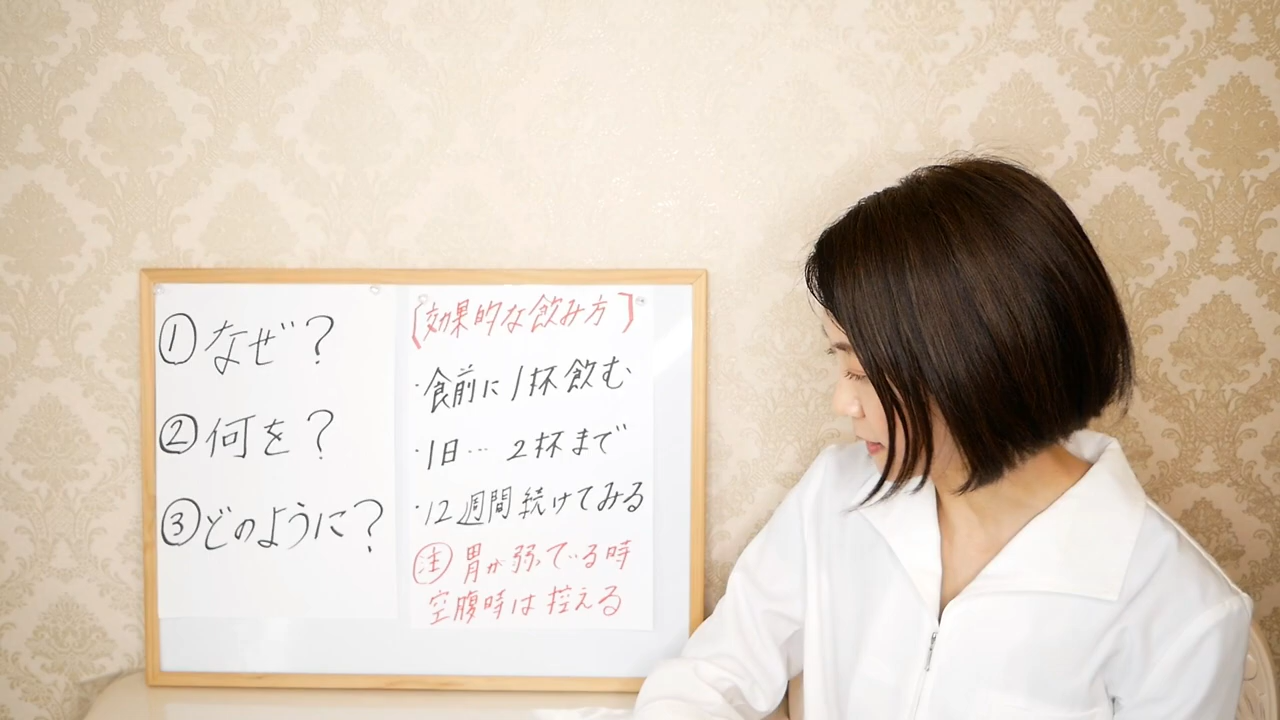 ①なぜ?
②何を?
③どのように?
[効果的な飲み方]
・食前に1杯飲む
・1日…2杯まで
・12週間続けてみる
㊟胃が弱っている時
空腹時は控える